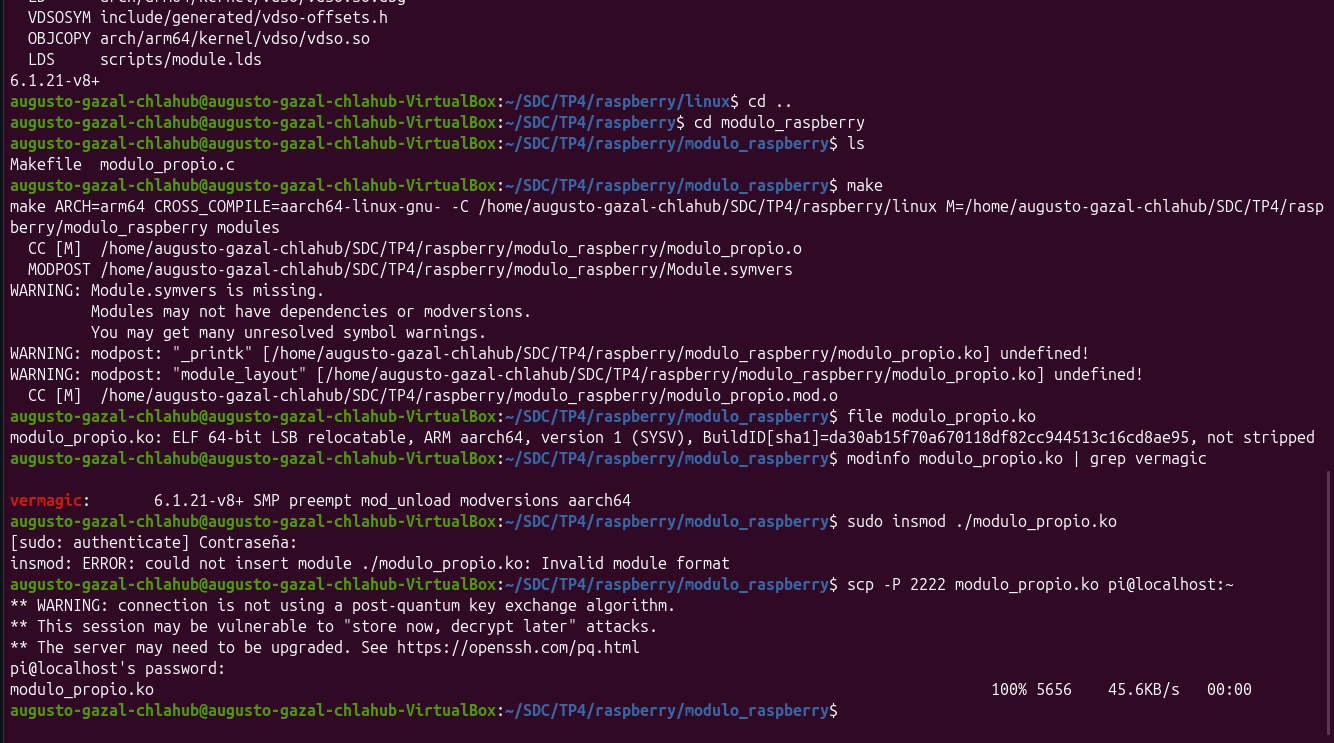 VDSOSYM include/generated/vdso-offsets.h
OBJCOPY arch/arm64/kernel/vdso/vdso.so
LDS     scripts/module.lds
6.1.21-v8+
augusto-gazal-chlahub@augusto-gazal-chlahub-VirtualBox:~/SDC/TP4/raspberry/linux$ cd ..
augusto-gazal-chlahub@augusto-gazal-chlahub-VirtualBox:~/SDC/TP4/raspberry$ cd modulo_raspberry
augusto-gazal-chlahub@augusto-gazal-chlahub-VirtualBox:~/SDC/TP4/raspberry/modulo_raspberry$ ls
Makefile  modulo_propio.c
augusto-gazal-chlahub@augusto-gazal-chlahub-VirtualBox:~/SDC/TP4/raspberry/modulo_raspberry$ make
make ARCH=arm64 CROSS_COMPILE=aarch64-linux-gnu- -C /home/augusto-gazal-chlahub/SDC/TP4/raspberry/linux M=/home/augusto-gazal-chlahub/SDC/TP4/rasp
berry/modulo_raspberry modules
  CC [M]  /home/augusto-gazal-chlahub/SDC/TP4/raspberry/modulo_raspberry/modulo_propio.o
  MODPOST /home/augusto-gazal-chlahub/SDC/TP4/raspberry/modulo_raspberry/Module.symvers
WARNING: Module.symvers is missing.
         Modules may not have dependencies or modversions.
         You may get many unresolved symbol warnings.
WARNING: modpost: "_printk" [/home/augusto-gazal-chlahub/SDC/TP4/raspberry/modulo_raspberry/modulo_propio.ko] undefined!
WARNING: modpost: "module_layout" [/home/augusto-gazal-chlahub/SDC/TP4/raspberry/modulo_raspberry/modulo_propio.ko] undefined!
  CC [M]  /home/augusto-gazal-chlahub/SDC/TP4/raspberry/modulo_raspberry/modulo_propio.mod.o
augusto-gazal-chlahub@augusto-gazal-chlahub-VirtualBox:~/SDC/TP4/raspberry/modulo_raspberry$ file modulo_propio.ko
modulo_propio.ko: ELF 64-bit LSB relocatable, ARM aarch64, version 1 (SYSV), BuildID[sha1]=da30ab15f70a670118df82cc944513c16cd8ae95, not stripped
augusto-gazal-chlahub@augusto-gazal-chlahub-VirtualBox:~/SDC/TP4/raspberry/modulo_raspberry$ modinfo modulo_propio.ko | grep vermagic
vermagic:       6.1.21-v8+ SMP preempt mod_unload modversions aarch64
augusto-gazal-chlahub@augusto-gazal-chlahub-VirtualBox:~/SDC/TP4/raspberry/modulo_raspberry$ sudo insmod ./modulo_propio.ko
[sudo: authenticate] Contraseña:
insmod: ERROR: could not insert module ./modulo_propio.ko: Invalid module format
augusto-gazal-chlahub@augusto-gazal-chlahub-VirtualBox:~/SDC/TP4/raspberry/modulo_raspberry$ scp -P 2222 modulo_propio.ko pi@localhost:~
** WARNING: connection is not using a post-quantum key exchange algorithm.
** This session may be vulnerable to "store now, decrypt later" attacks.
** The server may need to be upgraded. See https://openssh.com/pq.html
pi@localhost's password:
modulo_propio.ko                                        100% 5656    45.6KB/s   00:00
augusto-gazal-chlahub@augusto-gazal-chlahub-VirtualBox:~/SDC/TP4/raspberry/modulo_raspberry$